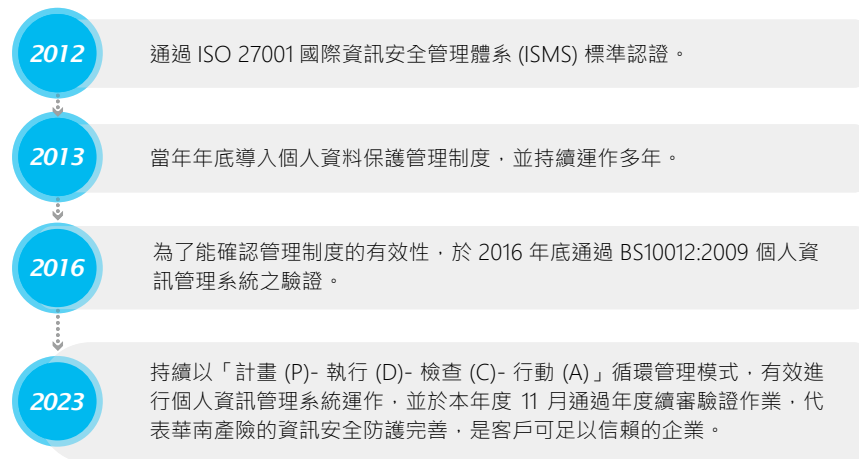 2012
通過 ISO 27001 國際資訊安全管理體系 (ISMS) 標準認證。
2013
當年年底導入個人資料保護管理制度，並持續運作多年。
2016
為了能確認管理制度的有效性，於 2016 年底通過 BS10012:2009 個人資
訊管理系統之驗證。
2023
持續以「計畫 (P)- 執行 (D)- 檢查 (C)- 行動 (A)」循環管理模式，有效進
行個人資訊管理系統運作，並於本年度 11 月通過年度續審驗證作業，代
表華南產險的資訊安全防護完善，是客戶可足以信賴的企業。